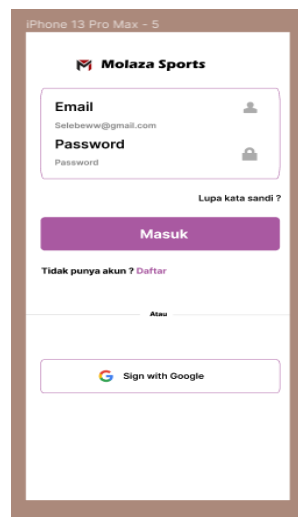 iPhone 13 Pro Max - 5
Molaza Sports
Email
Selebeww@gmail.com
Password
Password
Lupa kata sandi ?
Masuk
Tidak punya akun ? Daftar
Atau
Sign with Google